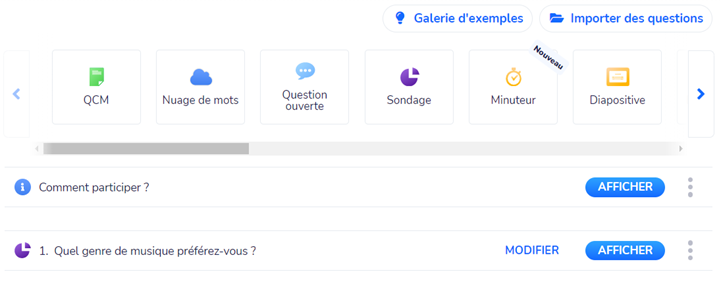 Galerie d'exemples
Importer des questions
Nouveau
QCM
Nuage de mots
Question
ouverte
Sondage
Minuteur
Diapositive
Comment participer ?
AFFICHER
1. Quel genre de musique préférez-vous ?
MODIFIER
AFFICHER